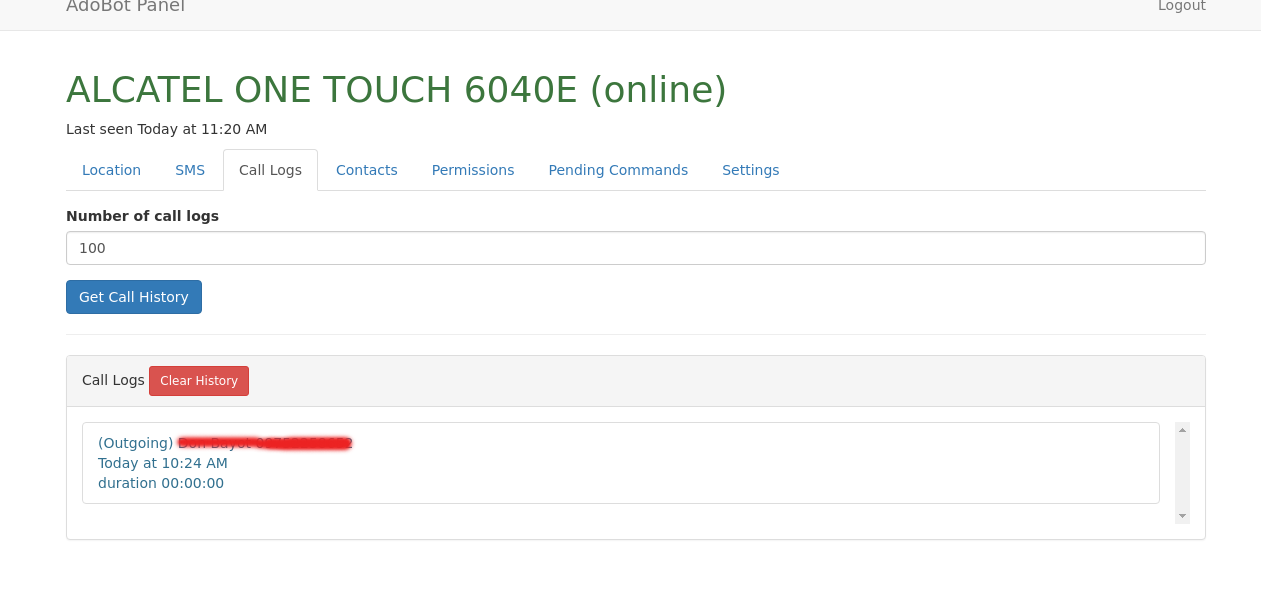 AdoBot Panel
Logout
ALCATEL ONE TOUCH 6040E (online)
Last seen Today at 11:20 AM
Location SMS Call Logs Contacts Permissions Pending Commands Settings
Number of call logs
100
Get Call History
Call Logs Clear History
(Outgoing)
Today at 10:24 AM
duration 00:00:00